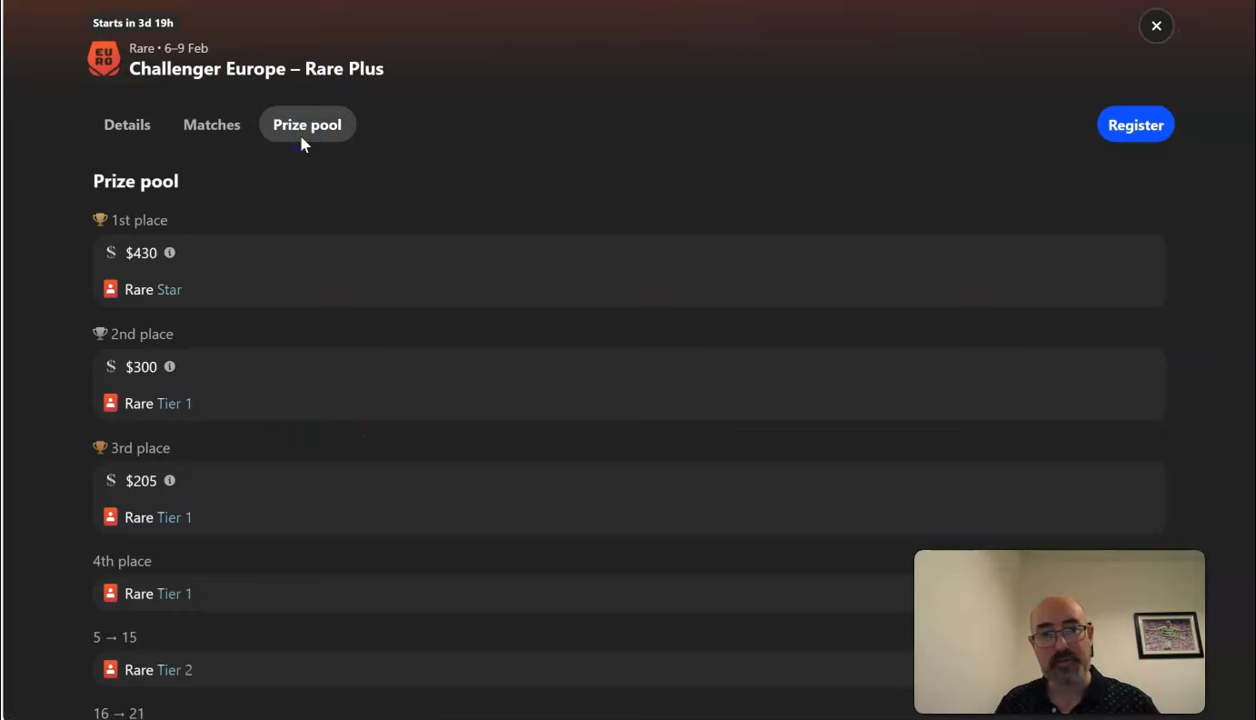 Starts in 3d 19h
EU
RO
Rare • 6–9 Feb
Challenger Europe – Rare Plus
Details
Matches
Prize pool
Register
Prize pool
1st place
$ $430
Rare Star
2nd place
$ $300
Rare Tier 1
3rd place
$ $205
Rare Tier 1
4th place
Rare Tier 1
5 → 15
Rare Tier 2
16 → 21